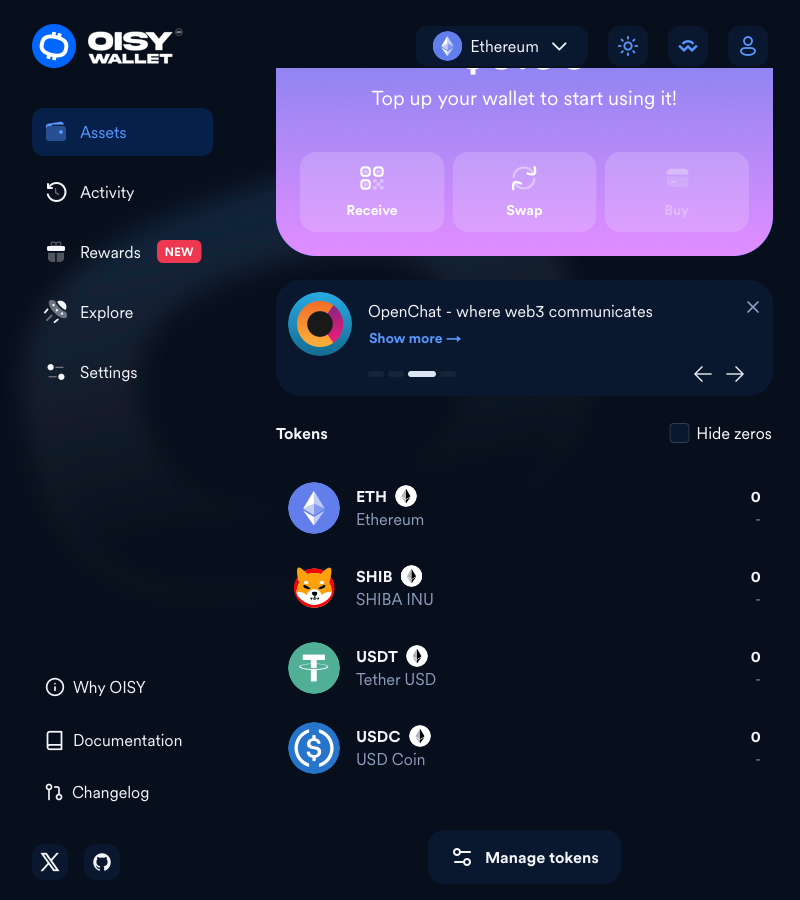 OISY
WALLET
Ethereum
Top up your wallet to start using it!
Receive
Swap
Buy
Assets
Activity
Rewards
NEW
Explore
Settings
OpenChat - where web3 communicates
Show more →
Tokens
Hide zeros
ETH
0
Ethereum
-
SHIB
0
SHIBA INU
-
USDT
0
Tether USD
-
USDC
0
USD Coin
-
Why OISY
Documentation
Changelog
Manage tokens